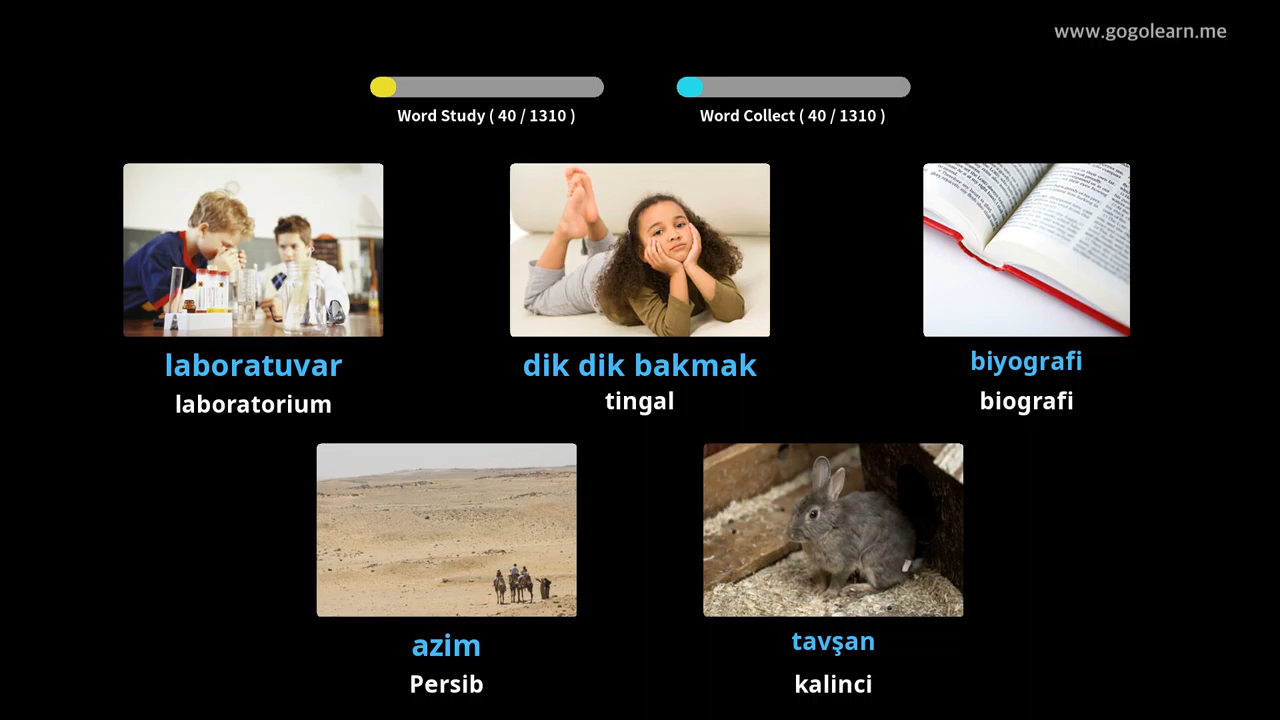 www.gogolearn.me
Word Study ( 40 / 1310 )
Word Collect ( 40 / 1310 )
laboratuvar
laboratorium
dik dik bakmak
tingal
biyografi
biografi
azim
Persib
tavşan
kalinci